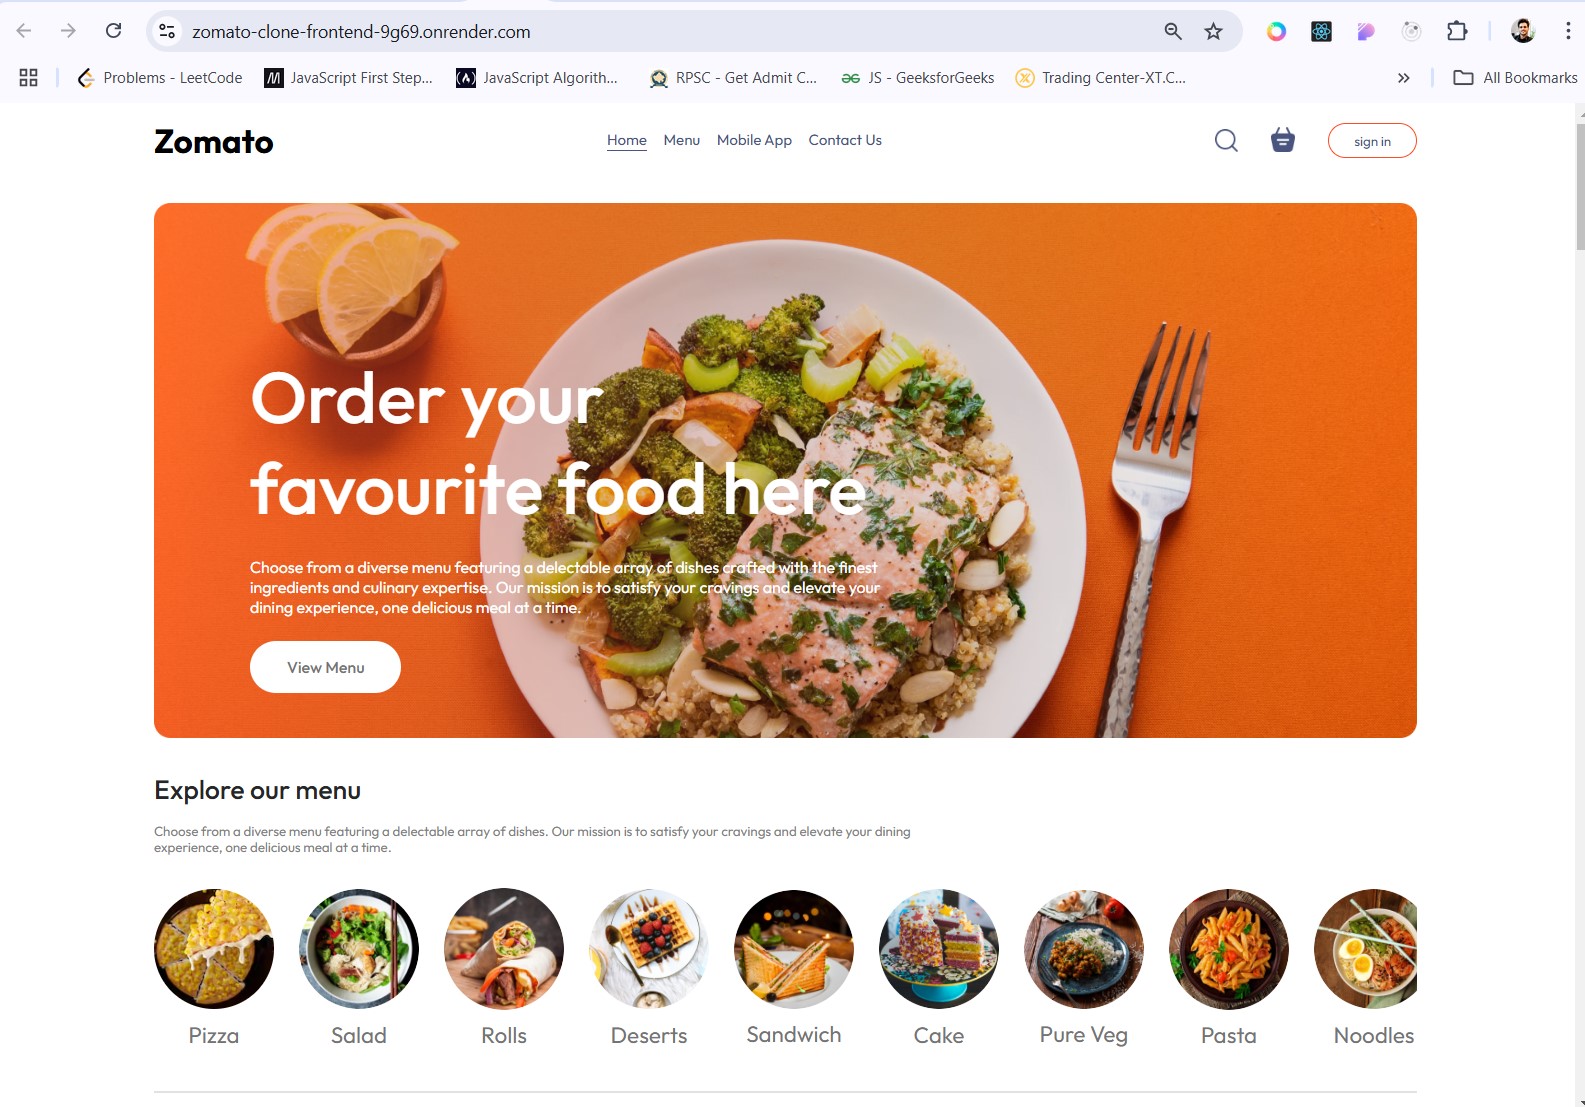 zomato-clone-frontend-9g69.onrender.com
Problems - LeetCode
JavaScript First Step...
JavaScript Algorith...
RPSC - Get Admit C...
JS - GeeksforGeeks
Trading Center-XT.C...
All Bookmarks
Zomato
Home
Menu
Mobile App
Contact Us
sign in
Order your
favourite food here
Choose from a diverse menu featuring a delectable array of dishes crafted with the finest
ingredients and culinary expertise. Our mission is to satisfy your cravings and elevate your
dining experience, one delicious meal at a time.
View Menu
Explore our menu
Choose from a diverse menu featuring a delectable array of dishes. Our mission is to satisfy your cravings and elevate your dining
experience, one delicious meal at a time.
Pizza
Salad
Rolls
Deserts
Sandwich
Cake
Pure Veg
Pasta
Noodles